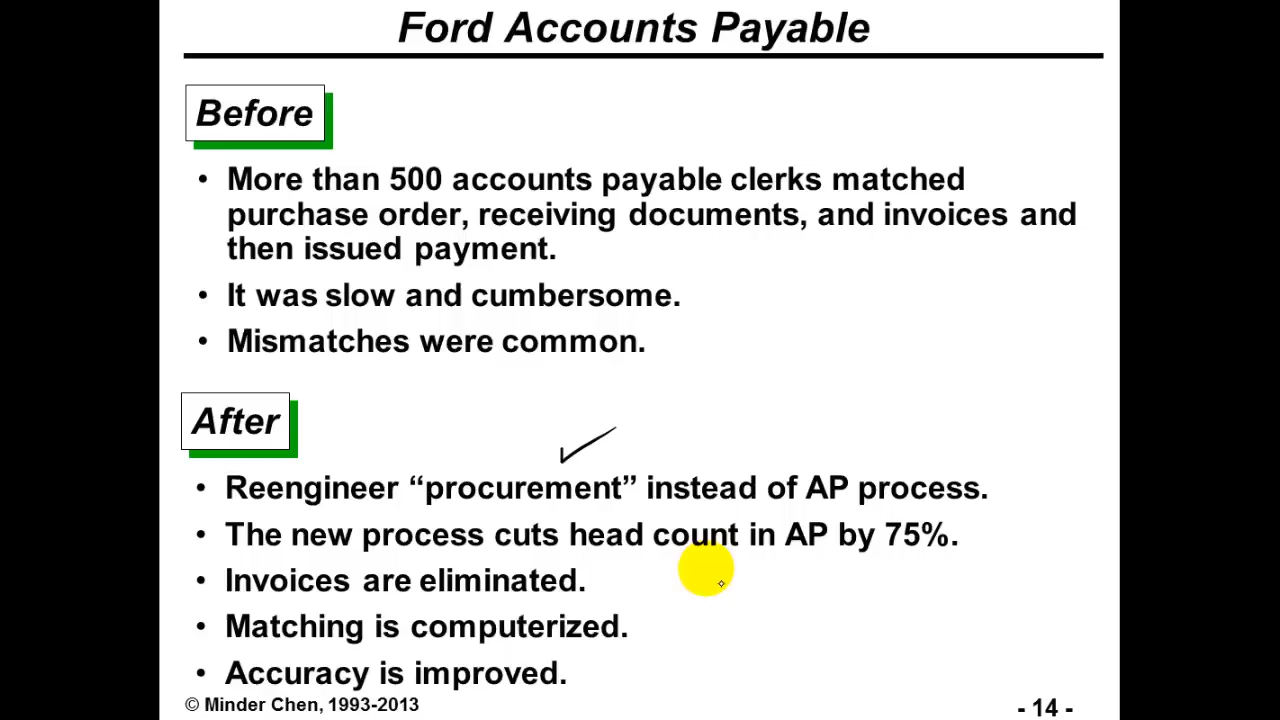 Ford Accounts Payable
Before
• More than 500 accounts payable clerks matched
purchase order, receiving documents, and invoices and
then issued payment.
• It was slow and cumbersome.
• Mismatches were common.
After
• Reengineer “procurement” instead of AP process.
• The new process cuts head count in AP by 75%.
• Invoices are eliminated.
• Matching is computerized.
• Accuracy is improved.
© Minder Chen, 1993-2013
- 14 -